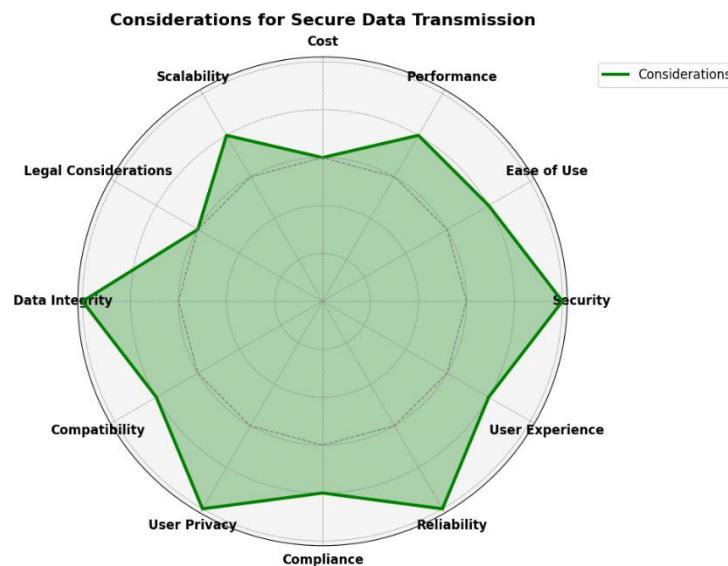 Considerations for Secure Data Transmission
Cost
Scalability
Performance
Considerations
Legal Considerations
Ease of Use
Data Integrity
Security
Compatibility
User Experience
User Privacy
Reliability
Compliance